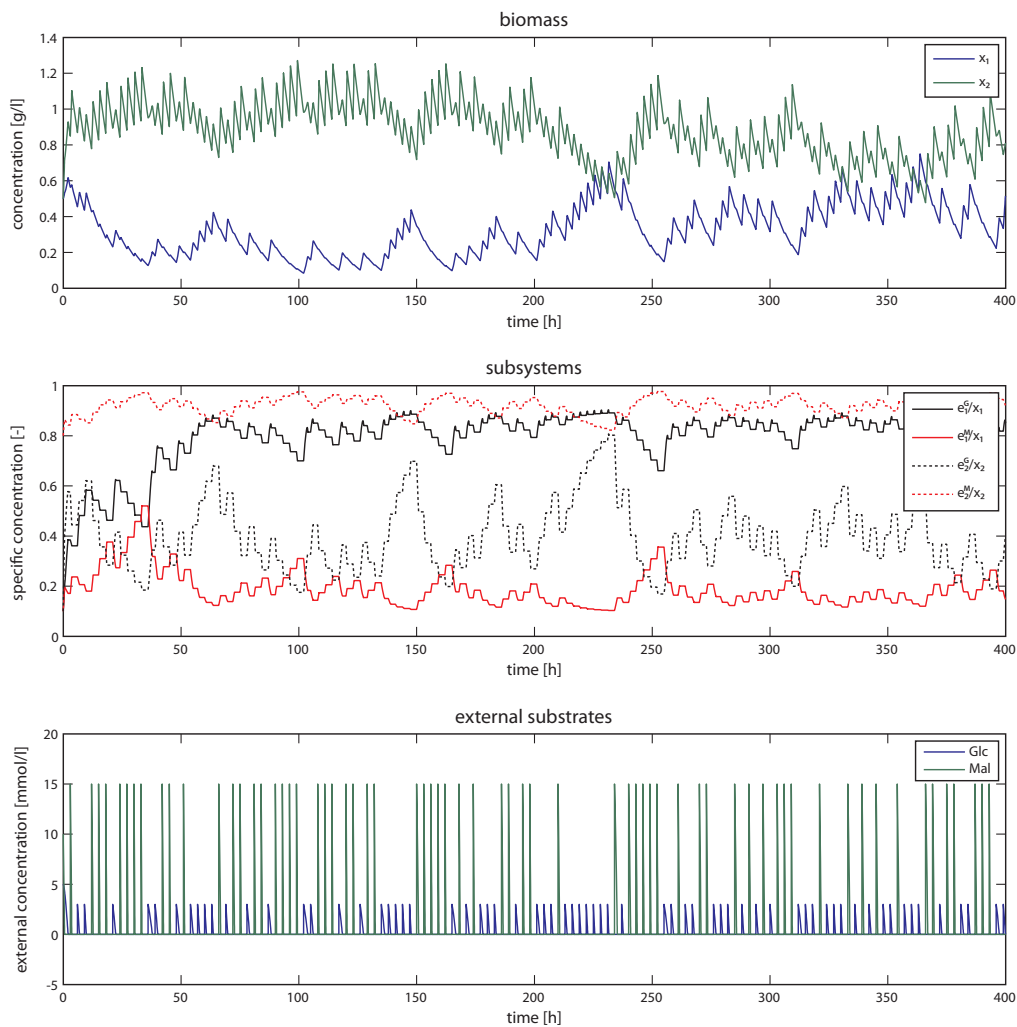 biomass
concentration [g/l]
1.4
1.2
1
0.8
0.6
0.4
0.2
0
x₁
x₂
0 50 100 150 200 250 300 350 400
time [h]
subsystems
specific concentration [-]
1
0.8
0.6
0.4
0.2
0
e₁ᴳ/x₁
e₁ᴹ/x₁
e₂ᴳ/x₂
e₂ᴹ/x₂
0 50 100 150 200 250 300 350 400
time [h]
external substrates
external concentration [mmol/l]
20
15
10
5
0
-5
Glc
Mal
0 50 100 150 200 250 300 350 400
time [h]